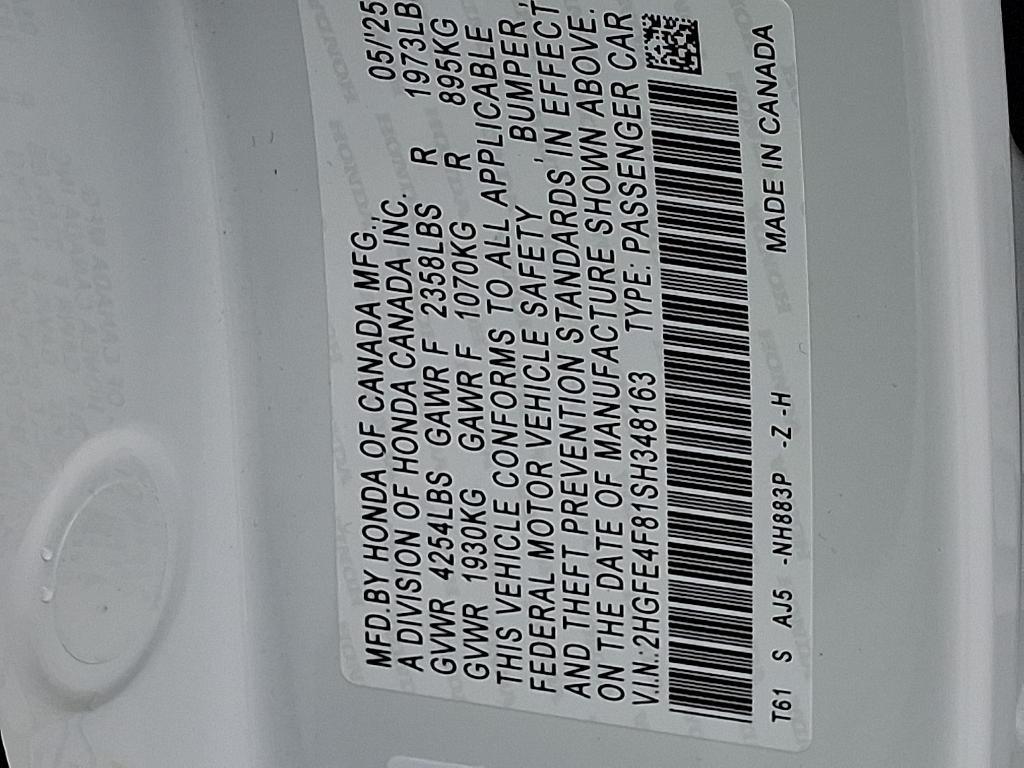 MFD.BY HONDA OF CANADA MFG., 05/'25
A DIVISION OF HONDA CANADA INC.
GVWR 4254LBS GAWR F 2358LBS R 1973LB
GVWR 1930KG GAWR F 1070KG R 895KG
THIS VEHICLE CONFORMS TO ALL APPLICABLE
FEDERAL MOTOR VEHICLE SAFETY , BUMPER ,
AND THEFT PREVENTION STANDARDS IN EFFECT
ON THE DATE OF MANUFACTURE SHOWN ABOVE.
V.I.N.:2HGFE4F81SH348163 TYPE: PASSENGER CAR
T61 S AJ5 -NH883P -Z -H MADE IN CANADA